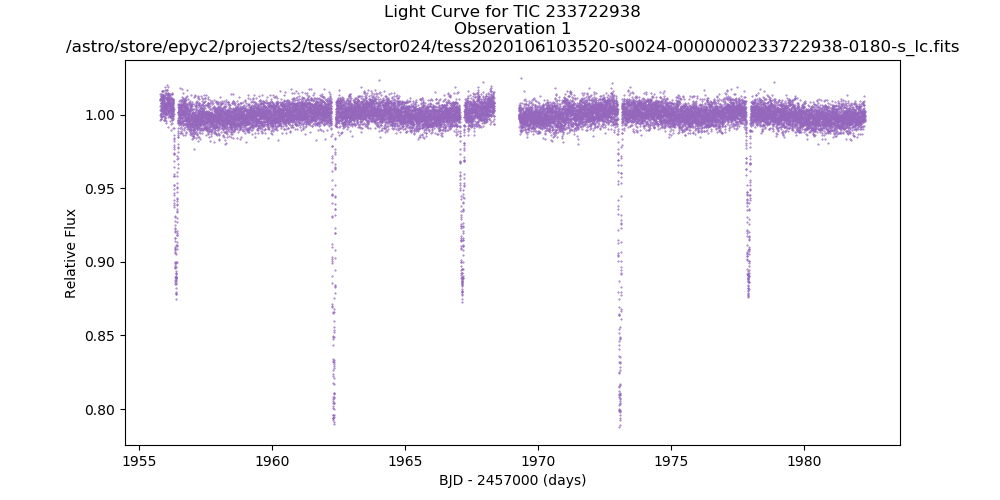 Light Curve for TIC 233722938
Observation 1
/astro/store/epyc2/projects2/tess/sector024/tess2020106103520-s0024-0000000233722938-0180-s_lc.fits
Relative Flux
1.00
0.95
0.90
0.85
0.80
1955
1960
1965
1970
1975
1980
BJD - 2457000 (days)